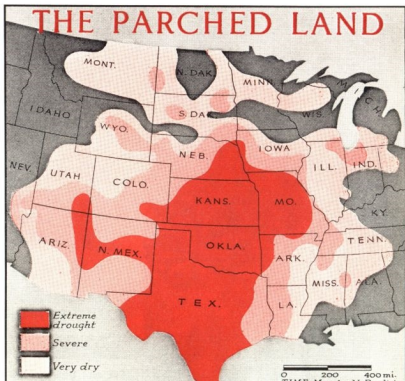 THE PARCHED LAND
MONT.
N. DAK.
MINN.
IDAHO
S. DA
WIS.
MICH.
WYO.
NEB.
IOWA
NEV.
UTAH
COLO.
ILL.
IND.
KANS.
MO.
KY.
ARIZ.
N. MEX.
OKLA.
ARK.
TENN.
TEX.
LA.
MISS.
ALA.
Extreme
drought
Severe
Very dry
0 200 400 mi.